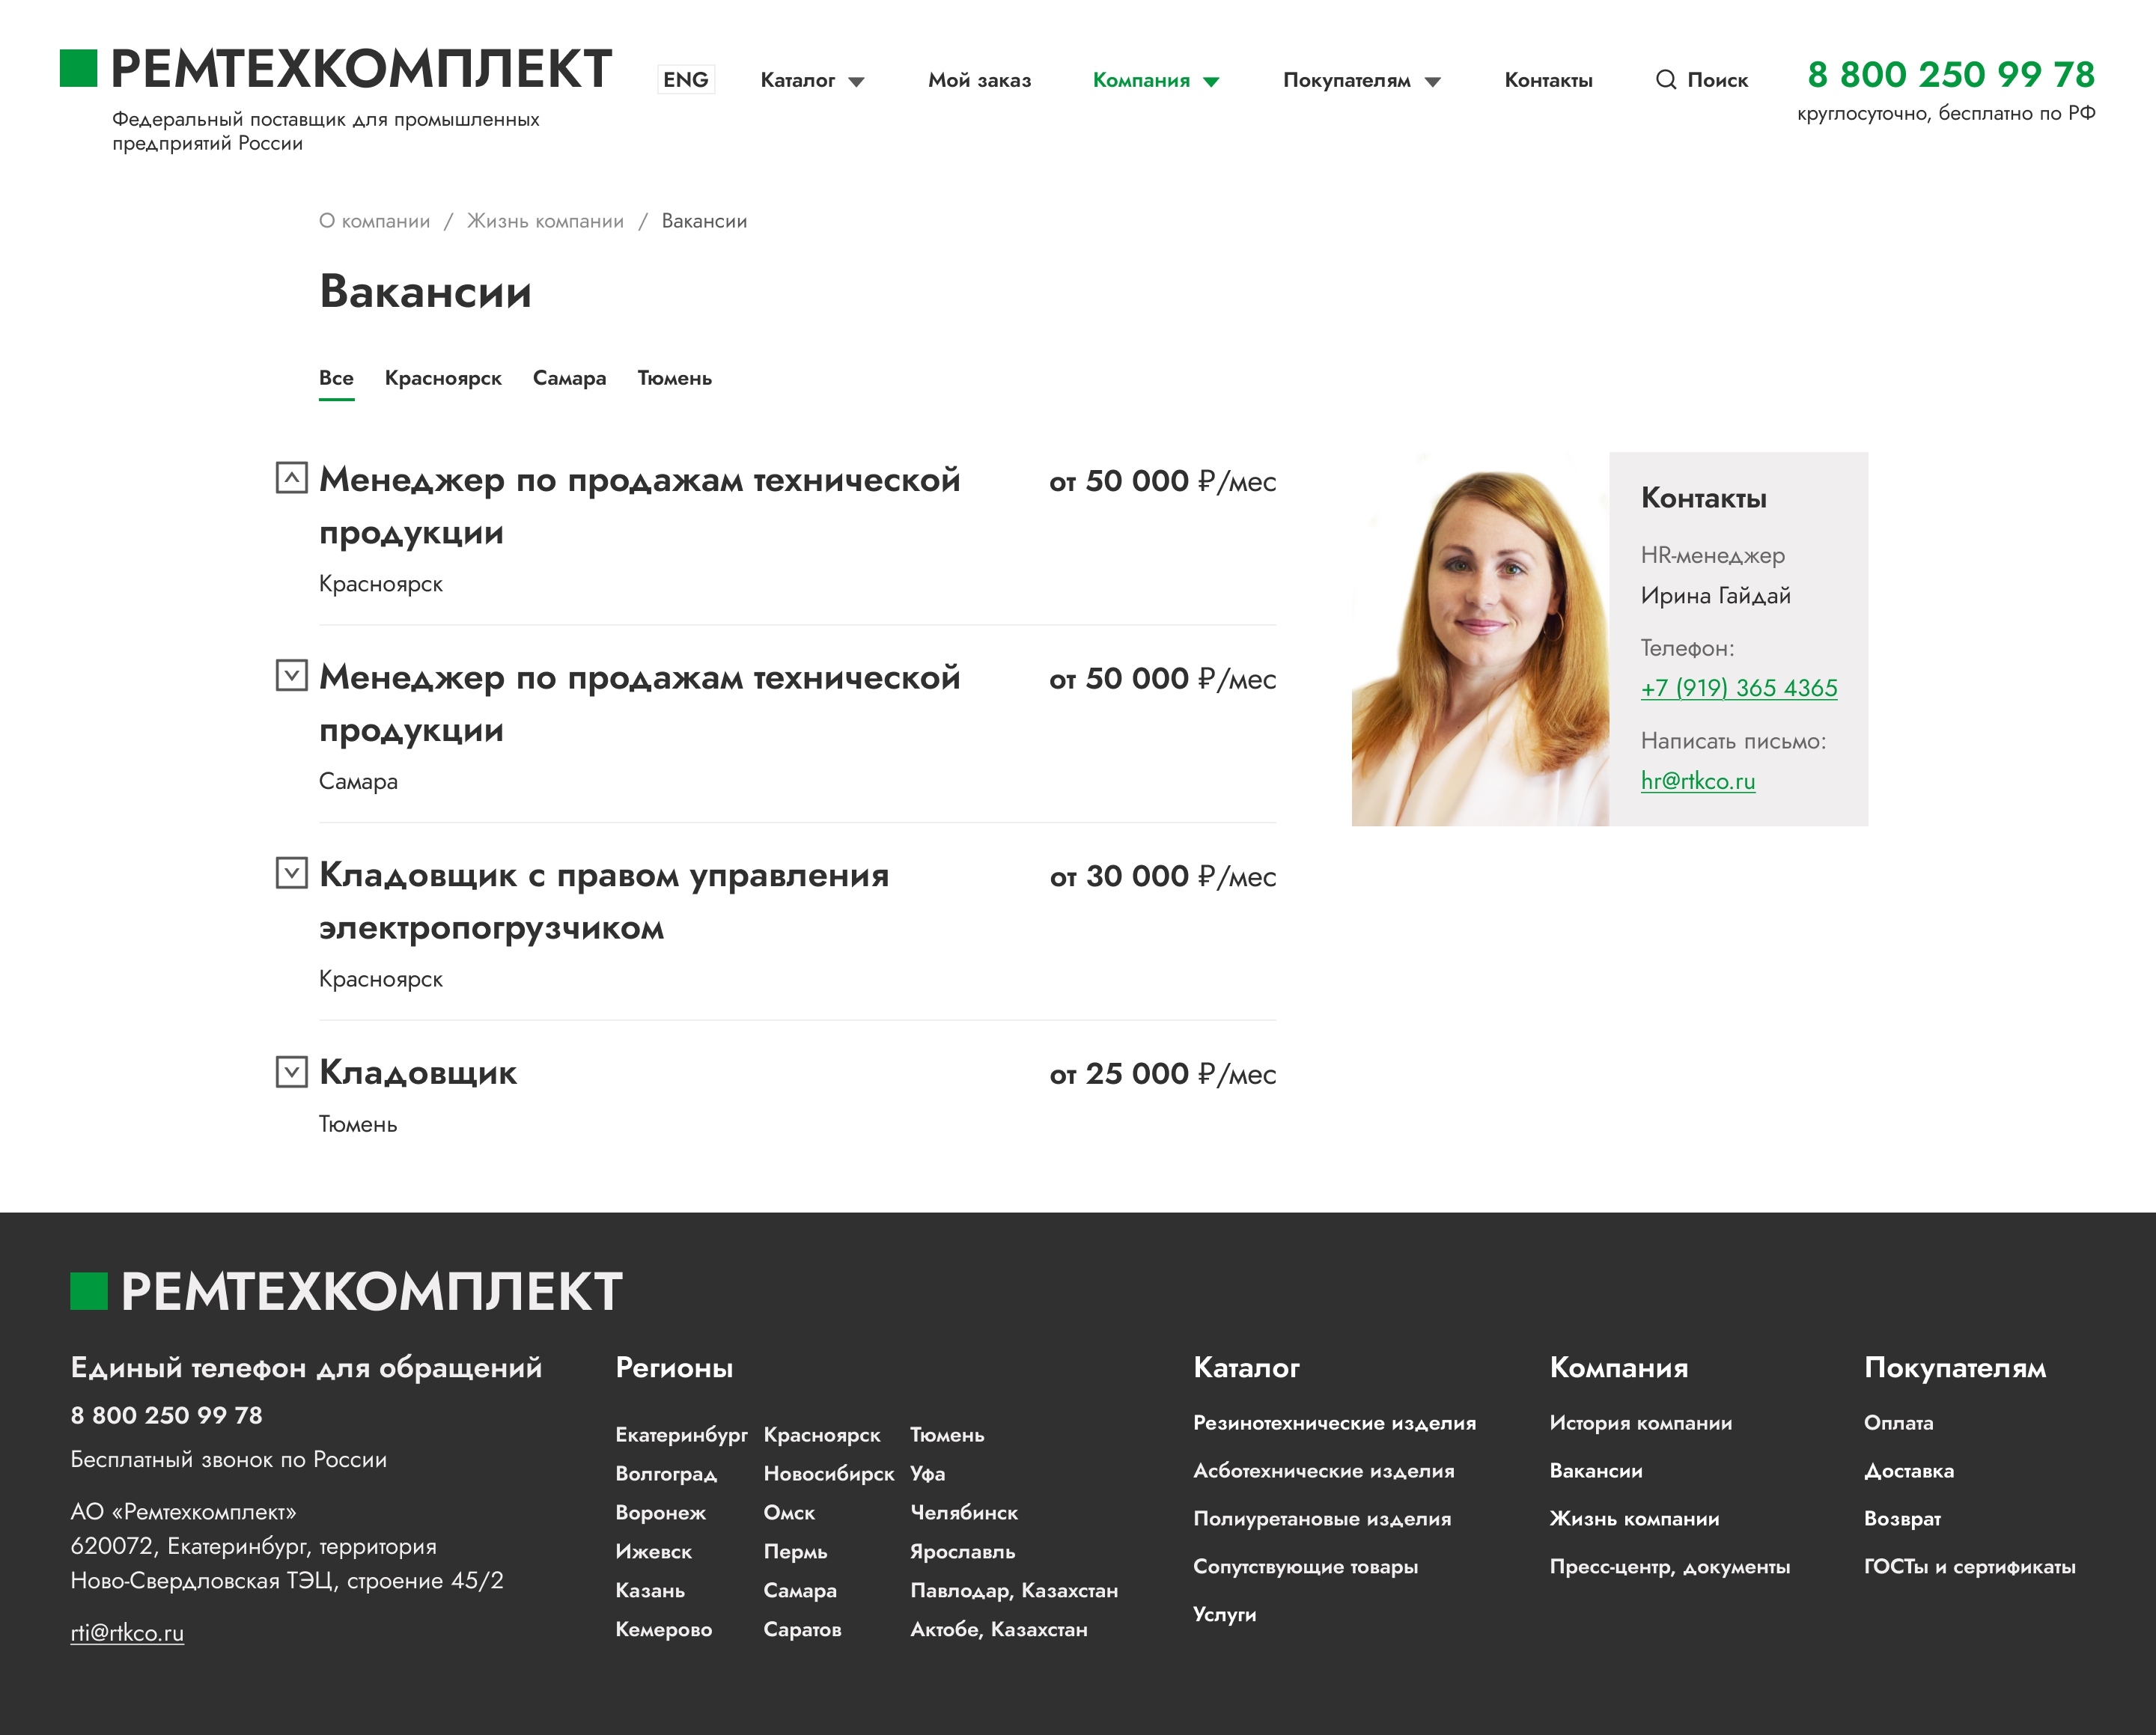 РЕМТЕХКОМПЛЕКТ
Федеральный поставщик для промышленных
предприятий России
ENG
Каталог
Мой заказ
Компания
Покупателям
Контакты
Поиск
8 800 250 99 78
круглосуточно, бесплатно по РФ
О компании / Жизнь компании / Вакансии
Вакансии
Все
Красноярск
Самара
Тюмень
Менеджер по продажам технической
продукции
от 50 000 ₽/мес
Красноярск
Менеджер по продажам технической
продукции
от 50 000 ₽/мес
Самара
Кладовщик с правом управления
электропогрузчиком
от 30 000 ₽/мес
Красноярск
Кладовщик
от 25 000 ₽/мес
Тюмень
Контакты
HR-менеджер
Ирина Гайдай
Телефон:
+7 (919) 365 4365
Написать письмо:
hr@rtkco.ru
РЕМТЕХКОМПЛЕКТ
Единый телефон для обращений
8 800 250 99 78
Бесплатный звонок по России
АО «Ремтехкомплект»
620072, Екатеринбург, территория
Ново-Свердловская ТЭЦ, строение 45/2
rti@rtkco.ru
Регионы
Екатеринбург
Волгоград
Воронеж
Ижевск
Казань
Кемерово
Красноярск
Новосибирск
Омск
Пермь
Самара
Саратов
Тюмень
Уфа
Челябинск
Ярославль
Павлодар, Казахстан
Актобе, Казахстан
Каталог
Резинотехнические изделия
Асботехнические изделия
Полиуретановые изделия
Сопутствующие товары
Услуги
Компания
История компании
Вакансии
Жизнь компании
Пресс-центр, документы
Покупателям
Оплата
Доставка
Возврат
ГОСТы и сертификаты